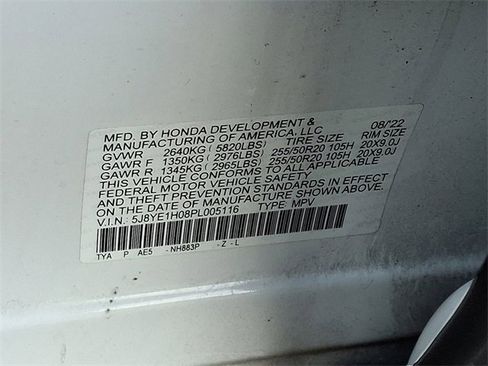 MFD. BY HONDA DEVELOPMENT & 08/'22
MANUFACTURING OF AMERICA, LLC
GVWR 2640KG ( 5820LBS) TIRE SIZE RIM SIZE
GAWR F 1350KG ( 2976LBS) 255/50R20 105H 20X9.0J
GAWR R 1345KG ( 2965LBS) 255/50R20 105H 20X9.0J
THIS VEHICLE CONFORMS TO ALL APPLICABLE
FEDERAL MOTOR VEHICLE SAFETY
AND THEFT PREVENTION STANDARDS IN EFFECT
ON THE DATE OF MANUFACTURE SHOWN ABOVE.
V.I.N.: 5J8YE1H08PL005116 TYPE: MPV
TYA P AE5 -NH883P -Z -L